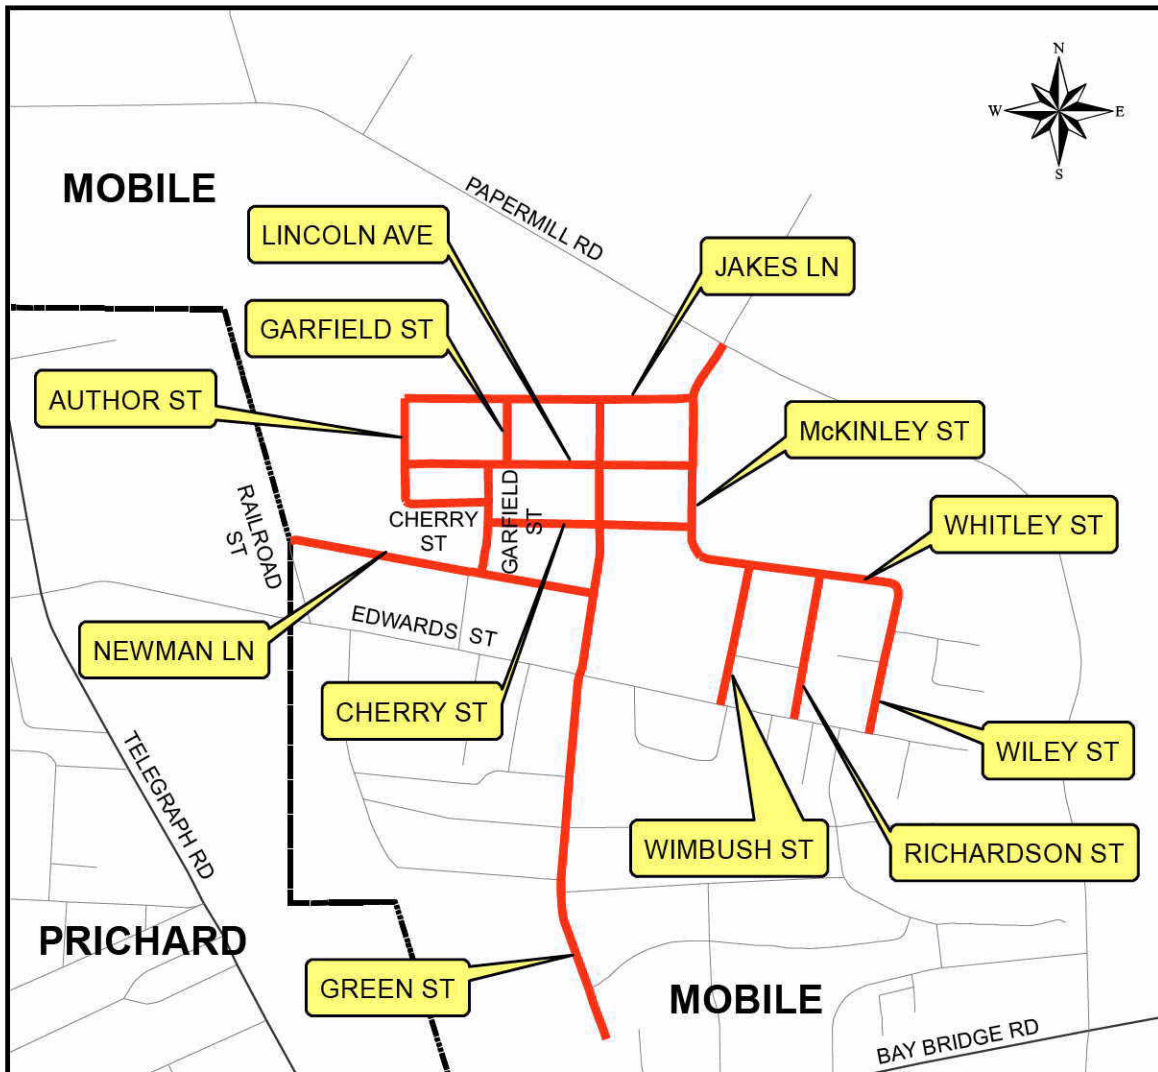 N
W
E
S
MOBILE
PAPERMILL RD
LINCOLN AVE
JAKES LN
GARFIELD ST
AUTHOR ST
McKINLEY ST
RAILROAD
ST
CHERRY
ST
GARFIELD
ST
WHITLEY ST
EDWARDS ST
NEWMAN LN
CHERRY ST
WILEY ST
TELEGRAPH RD
WIMBUSH ST
RICHARDSON ST
PRICHARD
GREEN ST
MOBILE
BAY BRIDGE RD